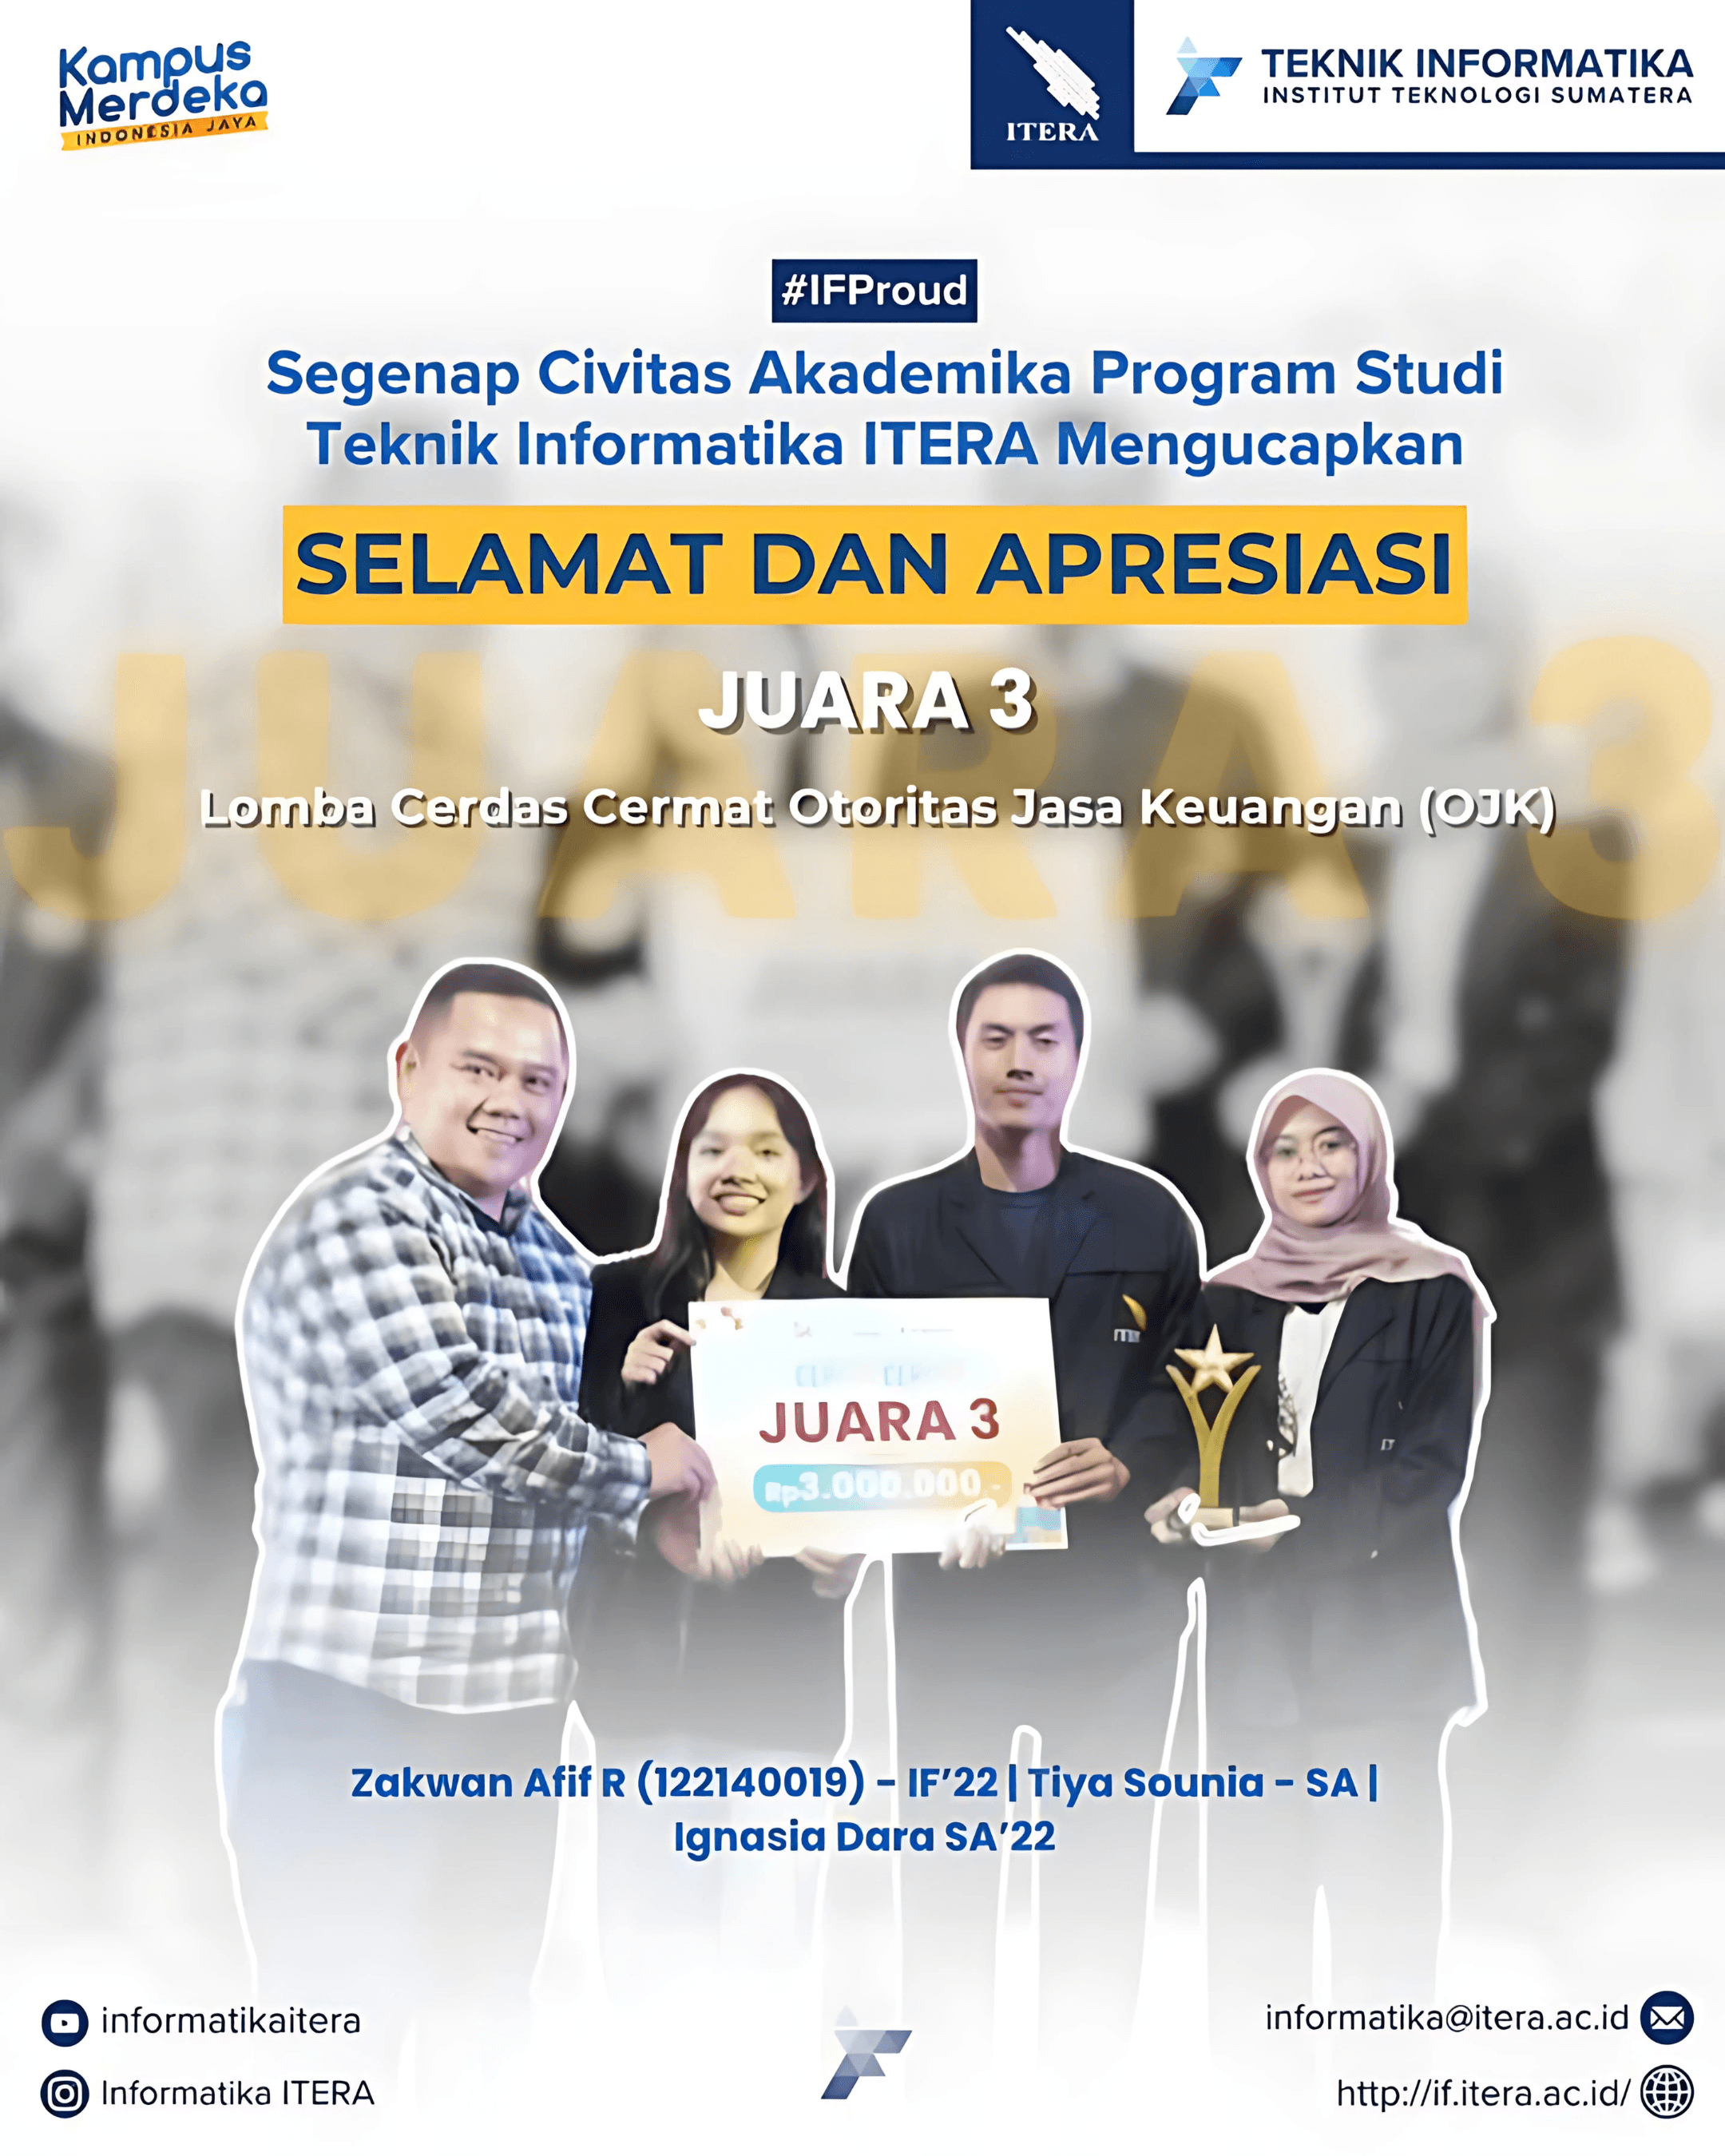 Kampus
Merdeka
INDONESIA JAYA
ITERA
TEKNIK INFORMATIKA
INSTITUT TEKNOLOGI SUMATERA
#IFProud
Segenap Civitas Akademika Program Studi
Teknik Informatika ITERA Mengucapkan
SELAMAT DAN APRESIASI
JUARA 3
JUARA 3
Lomba Cerdas Cermat Otoritas Jasa Keuangan (OJK)
JUARA 3
Rp3.000.000,-
Zakwan Afif R (122140019) - IF'22 | Tiya Sounia - SA |
Ignasia Dara SA'22
informatikaitera
Informatika ITERA
informatika@itera.ac.id
http://if.itera.ac.id/